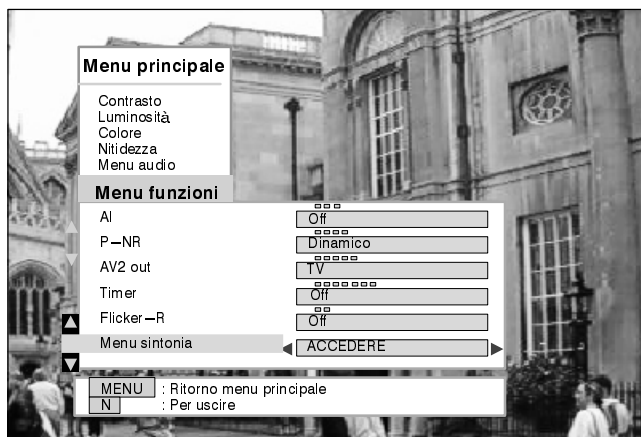 Menu principale
Contrasto
Luminosità
Colore
Nitidezza
Menu audio
Menu funzioni
AI Off
P–NR Dinamico
AV2 out TV
Timer Off
Flicker–R Off
Menu sintonia ACCEDERE
MENU : Ritorno menu principale
N : Per uscire